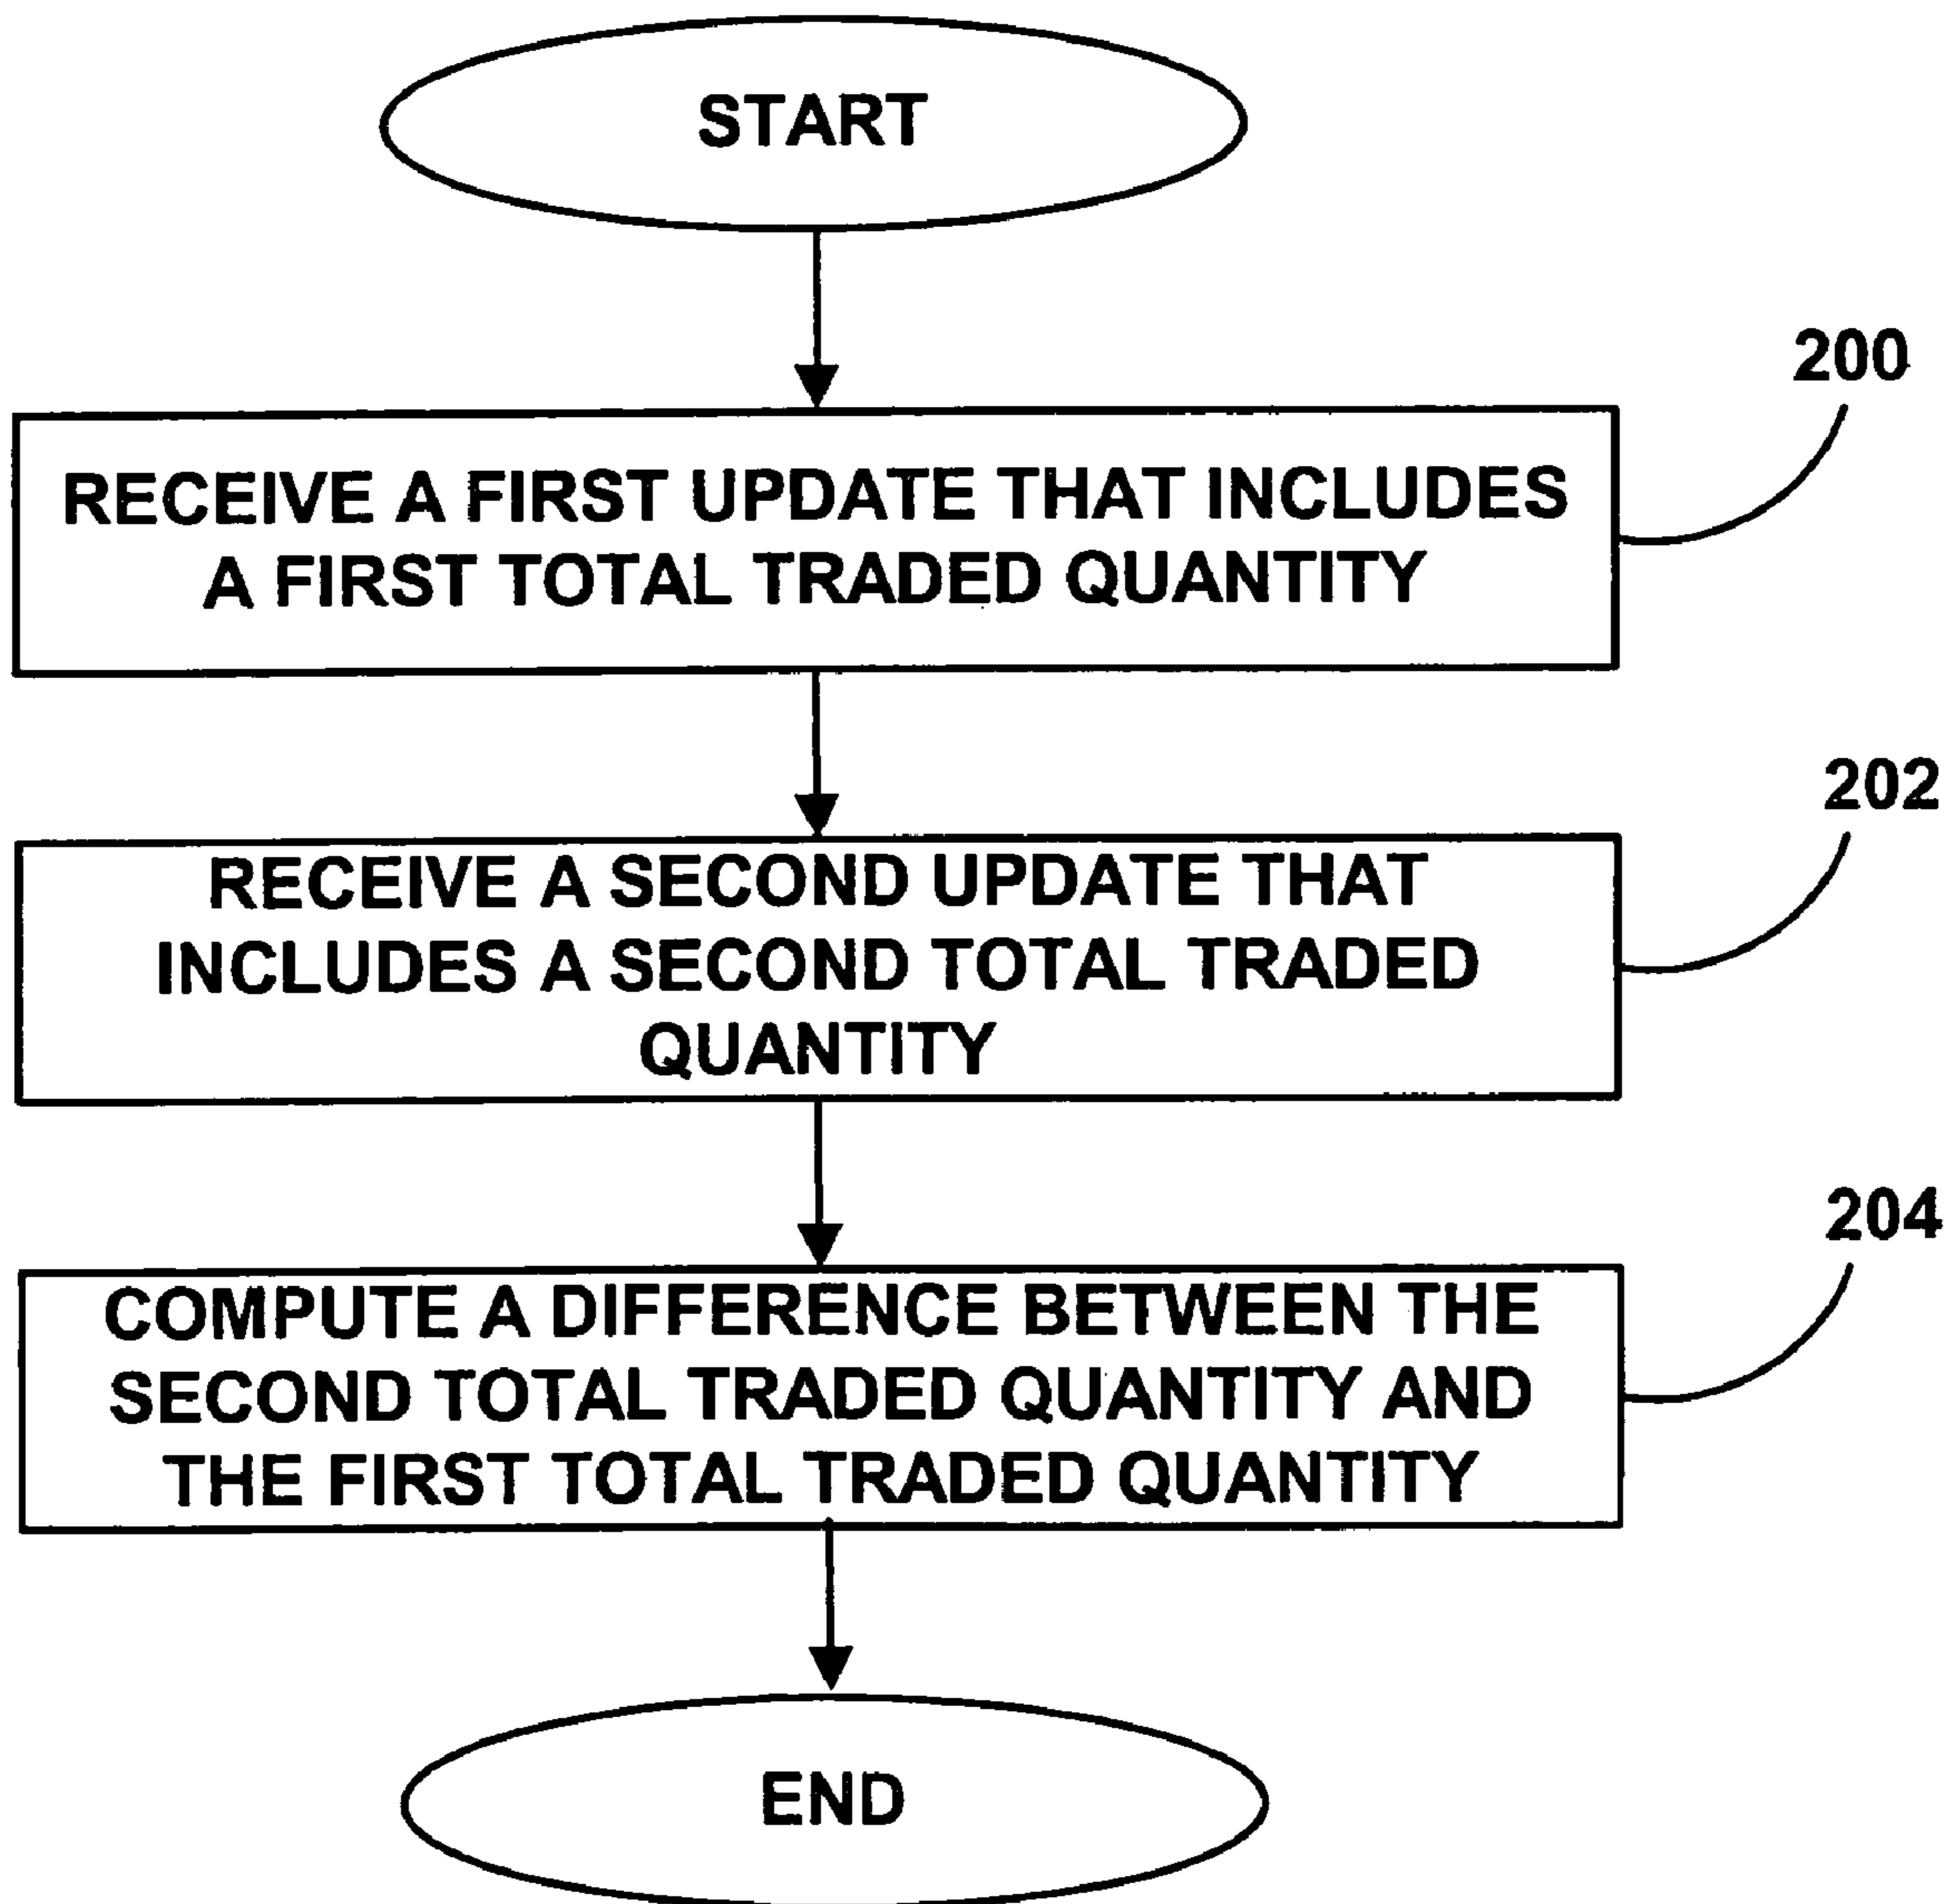 START
200
RECEIVE A FIRST UPDATE THAT INCLUDES
A FIRST TOTAL TRADED QUANTITY
202
RECEIVE A SECOND UPDATE THAT
INCLUDES A SECOND TOTAL TRADED
QUANTITY
204
COMPUTE A DIFFERENCE BETWEEN THE
SECOND TOTAL TRADED QUANTITY AND
THE FIRST TOTAL TRADED QUANTITY
END